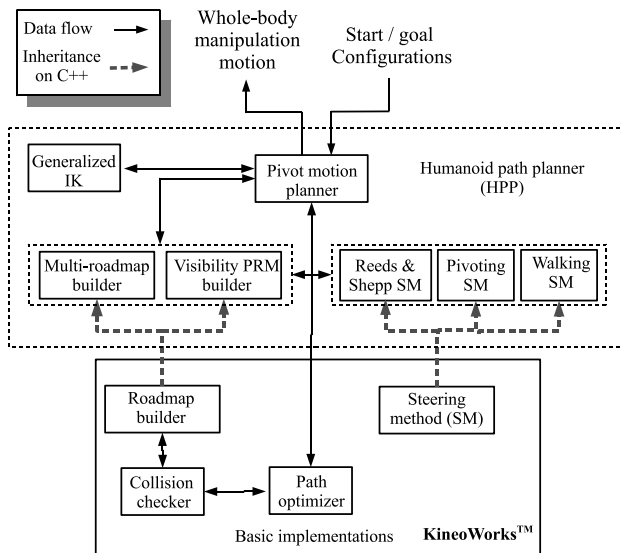 Data flow
Inheritance
on C++
Whole-body
manipulation
motion
Start / goal
Configurations
Generalized
IK
Pivot motion
planner
Humanoid path planner
(HPP)
Multi-roadmap
builder
Visibility PRM
builder
Reeds &
Shepp SM
Pivoting
SM
Walking
SM
Roadmap
builder
Steering
method (SM)
Collision
checker
Path
optimizer
Basic implementations
KineoWorks™